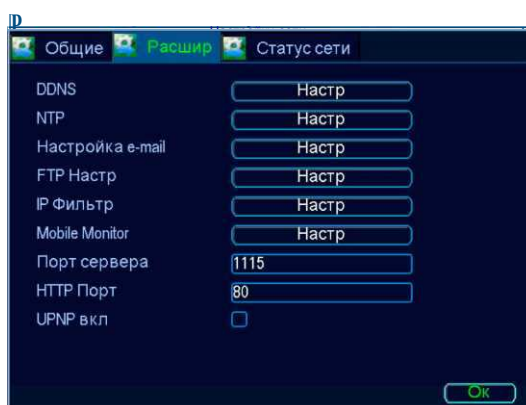 p
Общие Расшир Статус сети
DDNS Настр
NTP Настр
Настройка e-mail Настр
FTP Настр Настр
IP Фильтр Настр
Mobile Monitor Настр
Порт сервера 1115
HTTP Порт 80
UPNP вкл
Ок